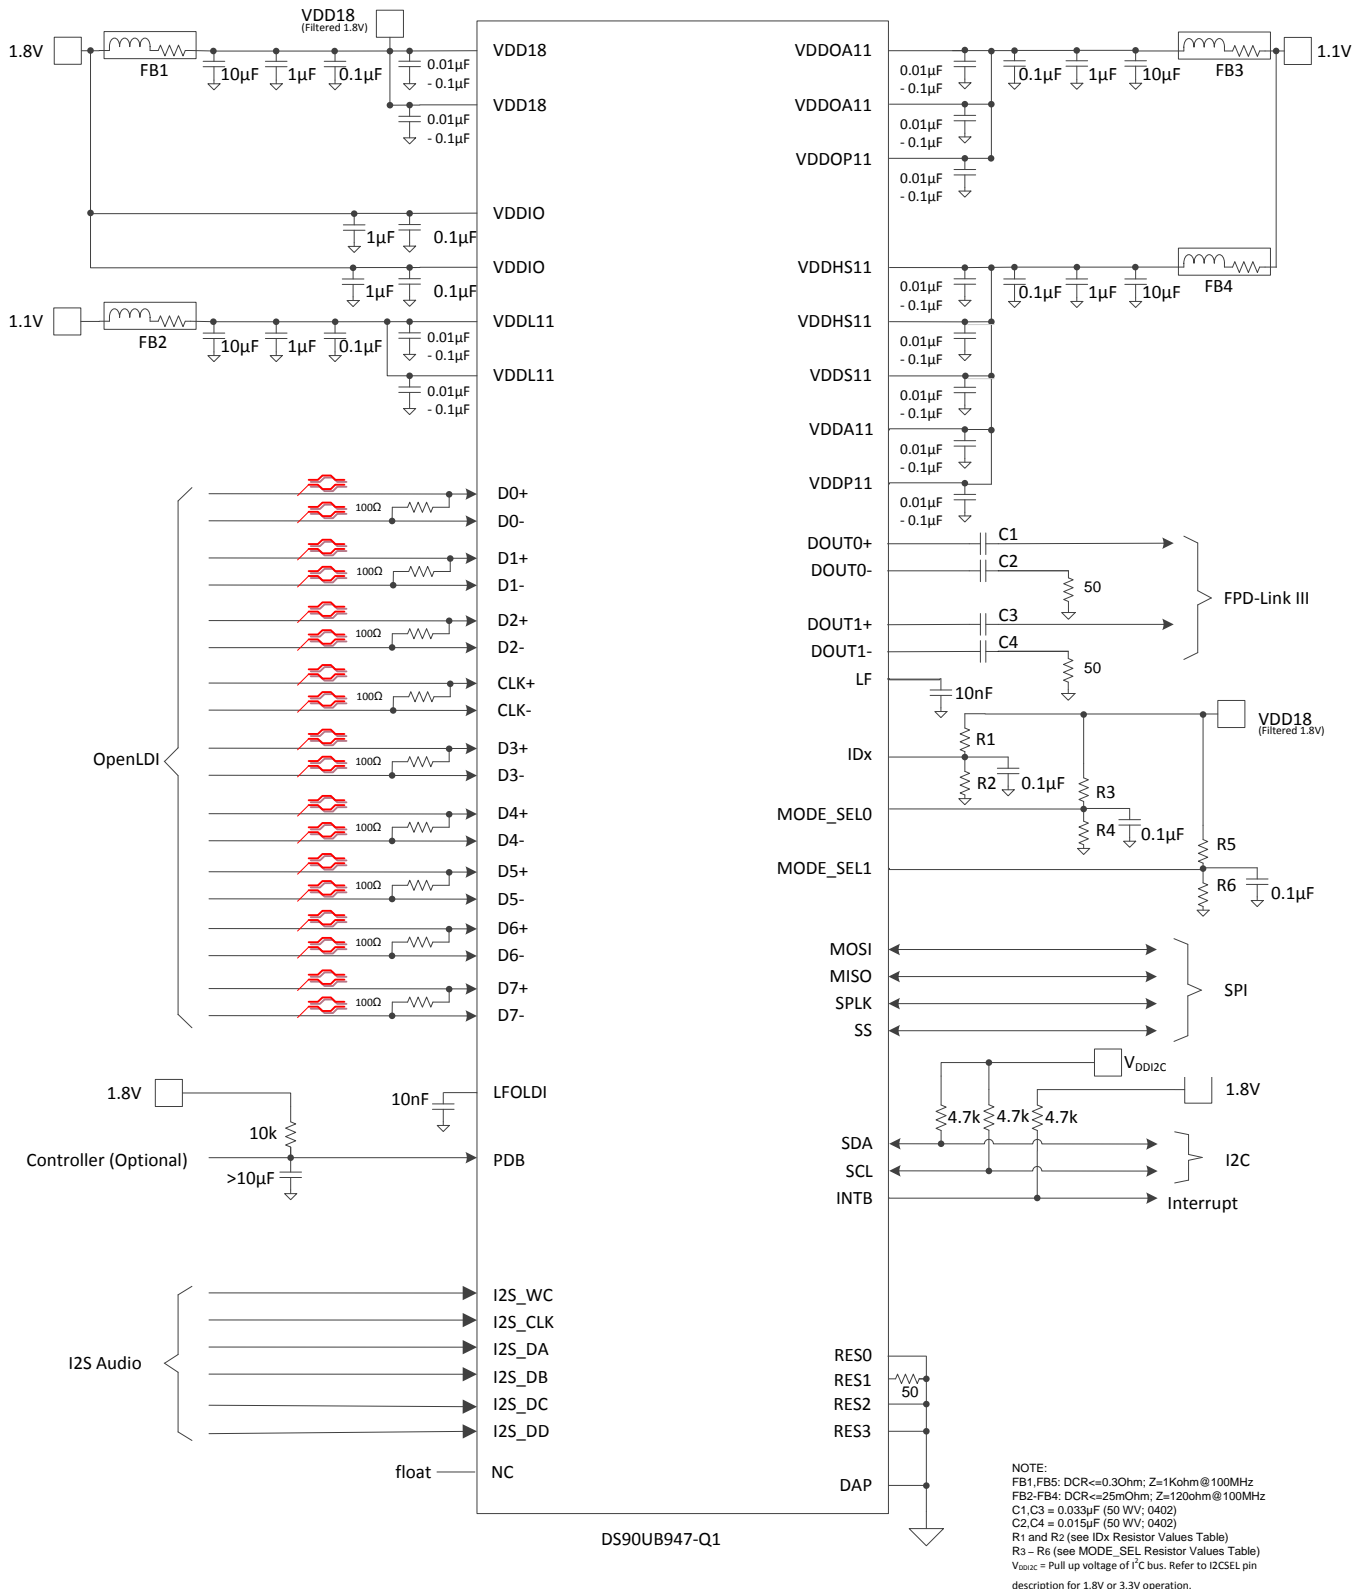 VDD18
(Filtered 1.8V)
1.8V
FB1
10µF
1µF
0.1µF
0.01µF
- 0.1µF
VDD18
0.01µF
- 0.1µF
VDD18
1µF
0.1µF
VDDIO
1µF
0.1µF
VDDIO
1.1V
FB2
10µF
1µF
0.1µF
0.01µF
- 0.1µF
VDDL11
0.01µF
- 0.1µF
VDDL11
OpenLDI
100Ω
D0+
D0-
100Ω
D1+
D1-
100Ω
D2+
D2-
100Ω
CLK+
CLK-
100Ω
D3+
D3-
100Ω
D4+
D4-
100Ω
D5+
D5-
100Ω
D6+
D6-
100Ω
D7+
D7-
1.8V
10nF
LFOLDI
10k
Controller (Optional)
>10µF
PDB
I2S Audio
I2S_WC
I2S_CLK
I2S_DA
I2S_DB
I2S_DC
I2S_DD
float
NC
VDDOA11
0.01µF
- 0.1µF
0.1µF
1µF
10µF
FB3
1.1V
VDDOA11
0.01µF
- 0.1µF
VDDOP11
0.01µF
- 0.1µF
VDDHS11
0.01µF
- 0.1µF
0.1µF
1µF
10µF
FB4
VDDHS11
0.01µF
- 0.1µF
VDDS11
0.01µF
- 0.1µF
VDDA11
0.01µF
- 0.1µF
VDDP11
0.01µF
- 0.1µF
DOUT0+
C1
DOUT0-
C2
50
FPD-Link III
DOUT1+
C3
DOUT1-
C4
50
LF
10nF
VDD18
(Filtered 1.8V)
IDx
R1
R2
0.1µF
R3
MODE_SEL0
R4
0.1µF
R5
MODE_SEL1
R6
0.1µF
MOSI
MISO
SPLK
SS
SPI
VDDI2C
1.8V
4.7k
4.7k
4.7k
SDA
SCL
I2C
INTB
Interrupt
RES0
RES1
50
RES2
RES3
DAP
DS90UB947-Q1
NOTE:
FB1,FB5: DCR<=0.3Ohm; Z=1Kohm@100MHz
FB2-FB4: DCR<=25mOhm; Z=120ohm@100MHz
C1,C3 = 0.033µF (50 WV; 0402)
C2,C4 = 0.015µF (50 WV; 0402)
R1 and R2 (see IDx Resistor Values Table)
R3 – R6 (see MODE_SEL Resistor Values Table)
VDDI2C = Pull up voltage of I²C bus. Refer to I2CSEL pin
description for 1.8V or 3.3V operation.